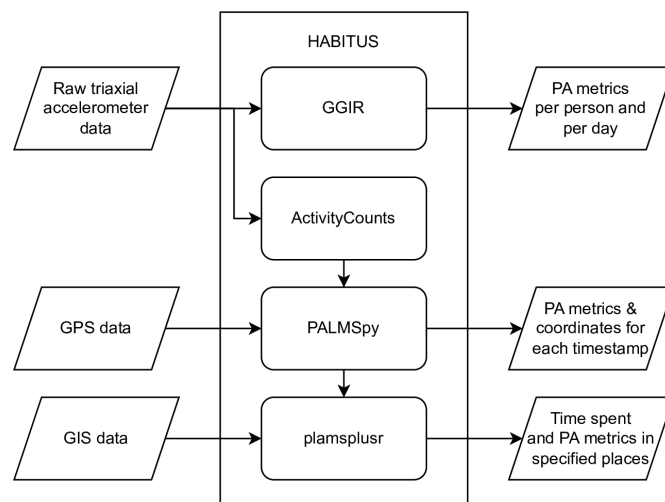 HABITUS
Raw triaxial
accelerometer
data
GGIR
PA metrics
per person and
per day
ActivityCounts
GPS data
PALMSpy
PA metrics &
coordinates for
each timestamp
GIS data
plamsplusr
Time spent
and PA metrics in
specified places